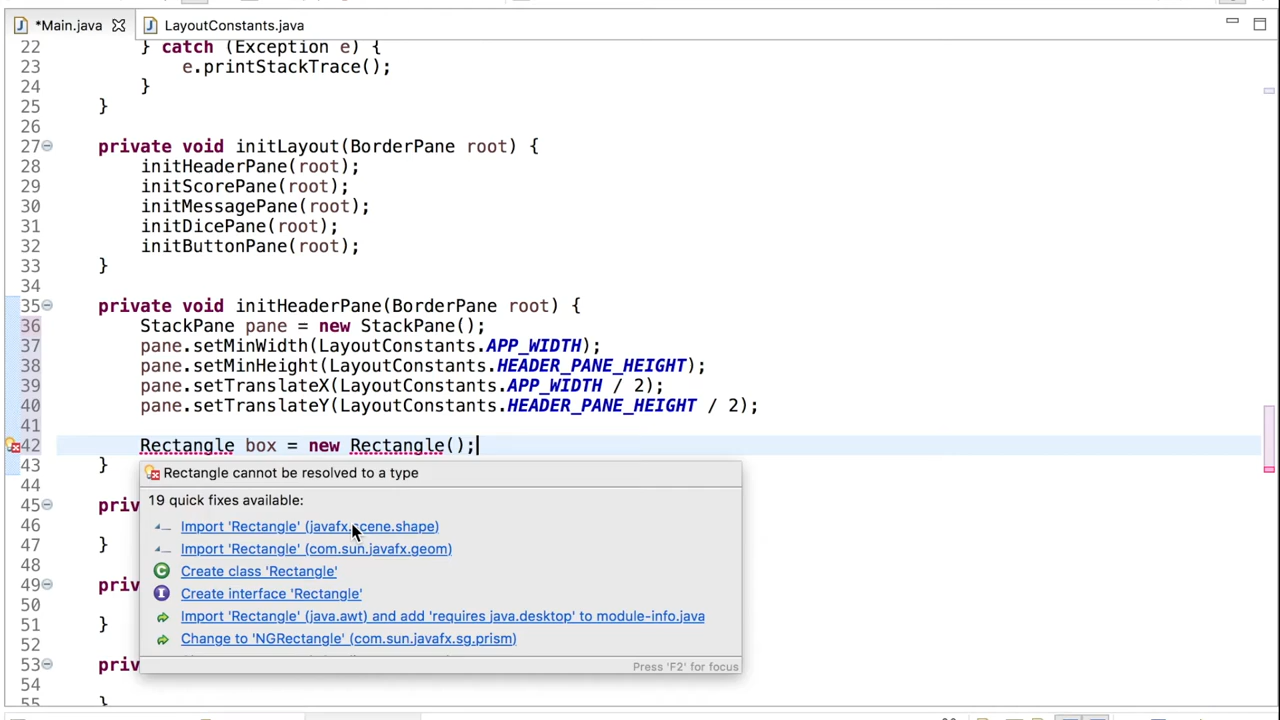 *Main.java LayoutConstants.java
22 } catch (Exception e) {
23 e.printStackTrace();
24 }
25 }
26
27 private void initLayout(BorderPane root) {
28 initHeaderPane(root);
29 initScorePane(root);
30 initMessagePane(root);
31 initDicePane(root);
32 initButtonPane(root);
33 }
34
35 private void initHeaderPane(BorderPane root) {
36 StackPane pane = new StackPane();
37 pane.setMinWidth(LayoutConstants.APP_WIDTH);
38 pane.setMinHeight(LayoutConstants.HEADER_PANE_HEIGHT);
39 pane.setTranslateX(LayoutConstants.APP_WIDTH / 2);
40 pane.setTranslateY(LayoutConstants.HEADER_PANE_HEIGHT / 2);
41
42 Rectangle box = new Rectangle();
43 }
Rectangle cannot be resolved to a type
44
19 quick fixes available:
45 pri
46 Import 'Rectangle' (javafx.scene.shape)
47 } Import 'Rectangle' (com.sun.javafx.geom)
48 Create class 'Rectangle'
49 pri Create interface 'Rectangle'
50
51 } Import 'Rectangle' (java.awt) and add 'requires java.desktop' to module-info.java
52 Change to 'NGRectangle' (com.sun.javafx.sg.prism)
53 pri Press 'F2' for focus
54
55 }